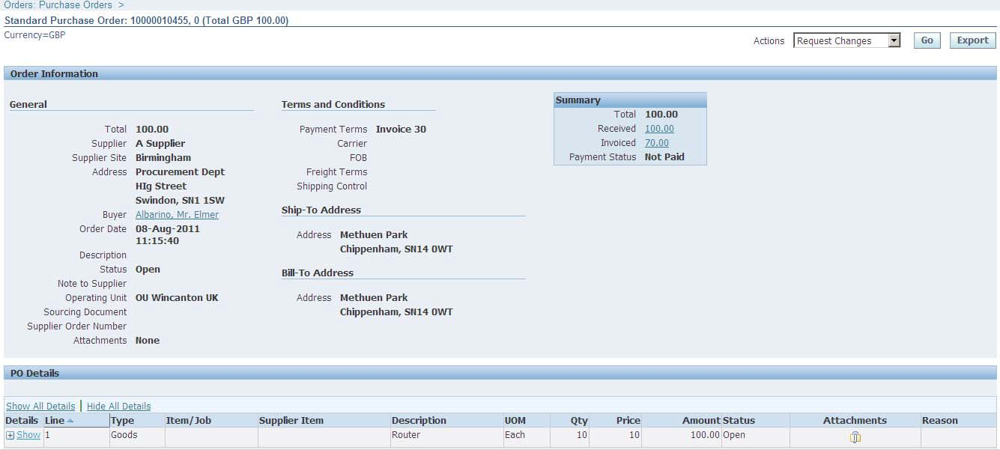 Orders: Purchase Orders >
Standard Purchase Order: 10000010455, 0 (Total GBP 100.00)
Currency=GBP
Actions Request Changes Go Export
Order Information
General
Total 100.00
Supplier A Supplier
Supplier Site Birmingham
Address Procurement Dept
HIg Street
Swindon, SN1 1SW
Buyer Albarino, Mr. Elmer
Order Date 08-Aug-2011
11:15:40
Description
Status Open
Note to Supplier
Operating Unit OU Wincanton UK
Sourcing Document
Supplier Order Number
Attachments None
Terms and Conditions
Payment Terms Invoice 30
Carrier
FOB
Freight Terms
Shipping Control
Ship-To Address
Address Methuen Park
Chippenham, SN14 0WT
Bill-To Address
Address Methuen Park
Chippenham, SN14 0WT
Summary
Total 100.00
Received 100.00
Invoiced 70.00
Payment Status Not Paid
PO Details
Show All Details | Hide All Details
Details Line Type Item/Job Supplier Item Description UOM Qty Price Amount Status Attachments Reason
Show 1 Goods Router Each 10 10 100.00 Open